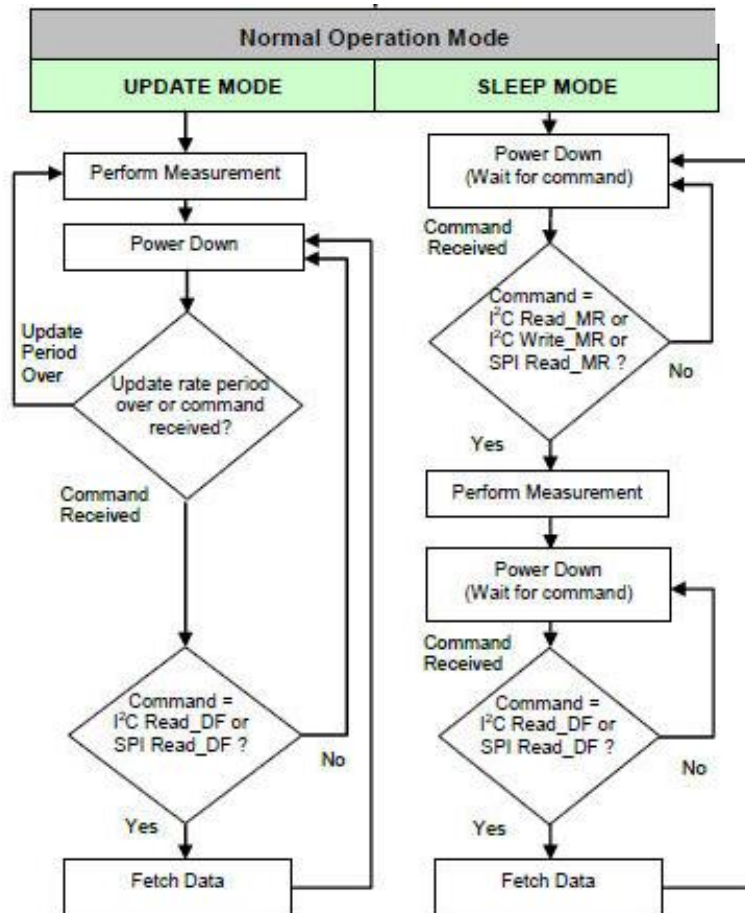 Normal Operation Mode
UPDATE MODE
SLEEP MODE
Perform Measurement
Power Down
Update
Period
Over
Update rate period
over or command
received?
Command
Received
Command =
I²C Read_DF or
SPI Read_DF ?
No
Yes
Fetch Data
Power Down
(Wait for command)
Command
Received
Command =
I²C Read_MR or
I²C Write_MR or
SPI Read_MR ?
No
Yes
Perform Measurement
Power Down
(Wait for command)
Command
Received
Command =
I²C Read_DF or
SPI Read_DF ?
No
Yes
Fetch Data